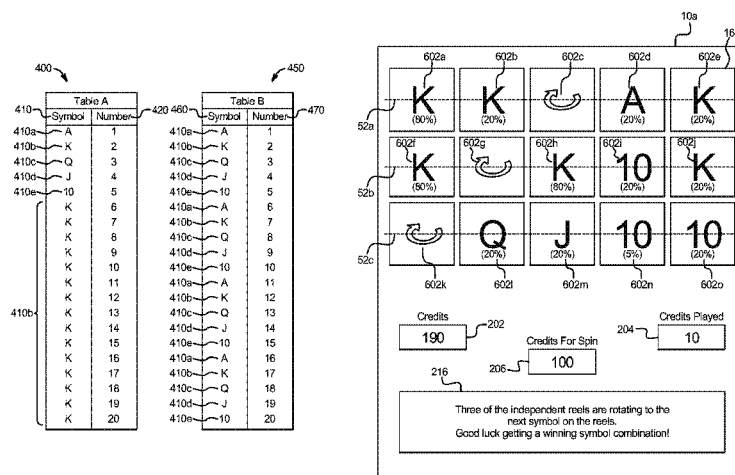 400
Table A
410 Symbol Number 420
410a A 1
410b K 2
410c Q 3
410d J 4
410e 10 5
K 6
K 7
K 8
K 9
K 10
410b K 11
K 12
K 13
K 14
K 15
K 16
K 17
K 18
K 19
K 20
450
Table B
460 Symbol Number 470
410a A 1
410b K 2
410c Q 3
410d J 4
410e 10 5
410a A 6
410b K 7
410c Q 8
410d J 9
410e 10 10
410a A 11
410b K 12
410c Q 13
410d J 14
410e 10 15
410a A 16
410b K 17
410c Q 18
410d J 19
410e 10 20
10a
602a 602b 602c 602d 602e 16
52a K K A K
(80%) (20%) (20%) (20%)
602f 602g 602h 602i 602j
52b K K 10 K
(80%) (80%) (20%) (20%)
52c Q J 10 10
(20%) (20%) (5%) (20%)
602k 602l 602m 602n 602o
Credits
190 202
Credits For Spin
206 100
Credits Played
204 10
216
Three of the independent reels are rotating to the
next symbol on the reels.
Good luck getting a winning symbol combination!